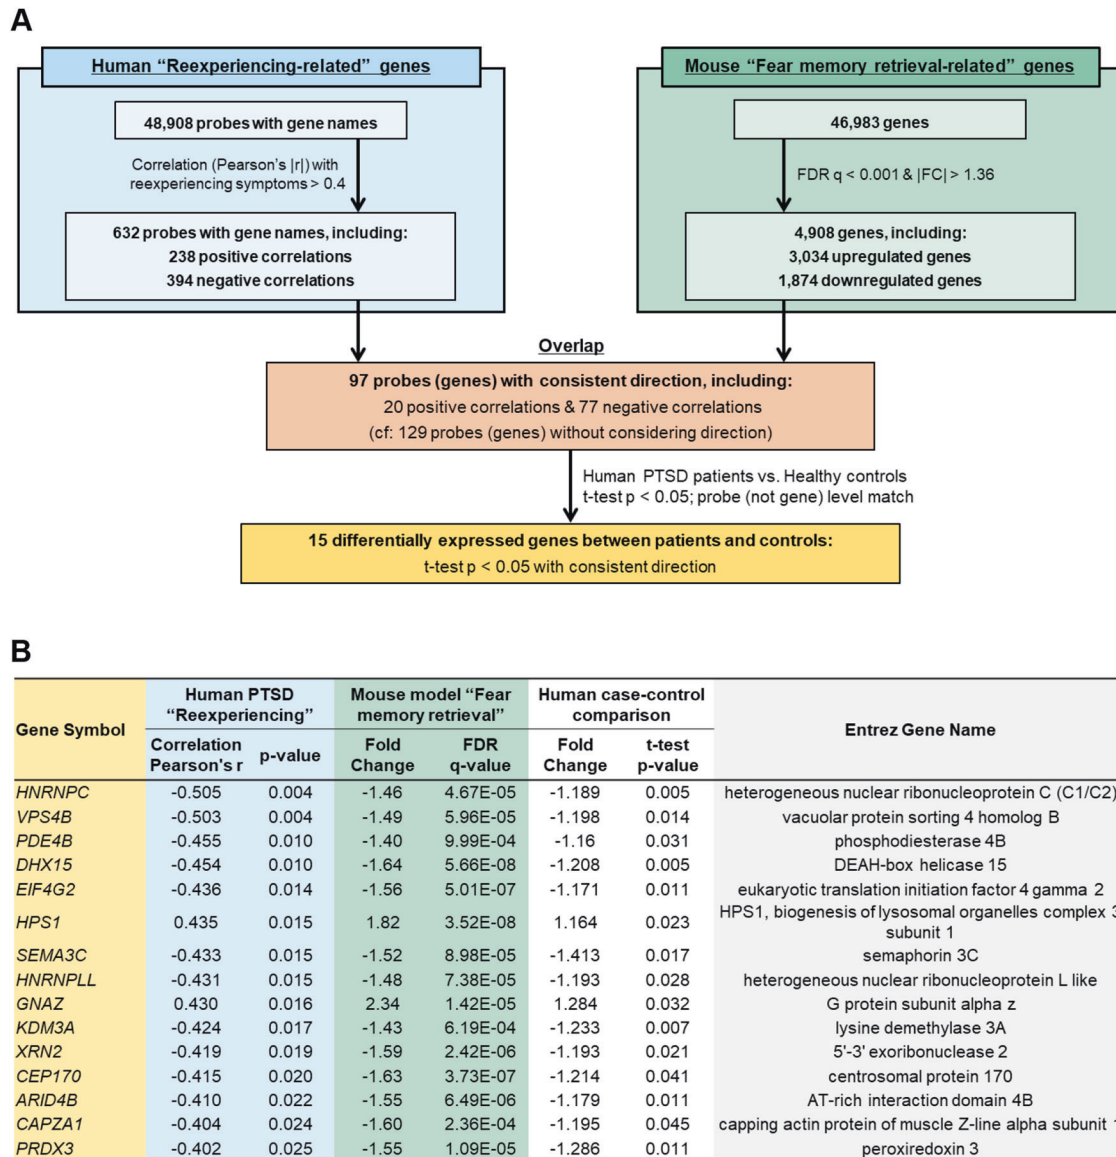 A
Human “Reexperiencing-related” genes
48,908 probes with gene names
Correlation (Pearson's |r|) with
reexperiencing symptoms > 0.4
632 probes with gene names, including:
238 positive correlations
394 negative correlations
Mouse “Fear memory retrieval-related” genes
46,983 genes
FDR q < 0.001 & |FC| > 1.36
4,908 genes, including:
3,034 upregulated genes
1,874 downregulated genes
Overlap
97 probes (genes) with consistent direction, including:
20 positive correlations & 77 negative correlations
(cf: 129 probes (genes) without considering direction)
Human PTSD patients vs. Healthy controls
t-test p < 0.05; probe (not gene) level match
15 differentially expressed genes between patients and controls:
t-test p < 0.05 with consistent direction
B
Gene Symbol
Human PTSD
“Reexperiencing”
Mouse model “Fear
memory retrieval”
Human case-control
comparison
Entrez Gene Name
Correlation
Pearson's r
p-value
Fold
Change
FDR
q-value
Fold
Change
t-test
p-value
HNRNPC -0.505 0.004 -1.46 4.67E-05 -1.189 0.005 heterogeneous nuclear ribonucleoprotein C (C1/C2)
VPS4B -0.503 0.004 -1.49 5.96E-05 -1.198 0.014 vacuolar protein sorting 4 homolog B
PDE4B -0.455 0.010 -1.40 9.99E-04 -1.16 0.031 phosphodiesterase 4B
DHX15 -0.454 0.010 -1.64 5.66E-08 -1.208 0.005 DEAH-box helicase 15
EIF4G2 -0.436 0.014 -1.56 5.01E-07 -1.171 0.011 eukaryotic translation initiation factor 4 gamma 2
HPS1 0.435 0.015 1.82 3.52E-08 1.164 0.023 HPS1, biogenesis of lysosomal organelles complex 3
subunit 1
SEMA3C -0.433 0.015 -1.52 8.98E-05 -1.413 0.017 semaphorin 3C
HNRNPLL -0.431 0.015 -1.48 7.38E-05 -1.193 0.028 heterogeneous nuclear ribonucleoprotein L like
GNAZ 0.430 0.016 2.34 1.42E-05 1.284 0.032 G protein subunit alpha z
KDM3A -0.424 0.017 -1.43 6.19E-04 -1.233 0.007 lysine demethylase 3A
XRN2 -0.419 0.019 -1.59 2.42E-06 -1.193 0.021 5'-3' exoribonuclease 2
CEP170 -0.415 0.020 -1.63 3.73E-07 -1.214 0.041 centrosomal protein 170
ARID4B -0.410 0.022 -1.55 6.49E-06 -1.179 0.011 AT-rich interaction domain 4B
CAPZA1 -0.404 0.024 -1.60 2.36E-04 -1.195 0.045 capping actin protein of muscle Z-line alpha subunit 1
PRDX3 -0.402 0.025 -1.55 1.09E-05 -1.286 0.011 peroxiredoxin 3